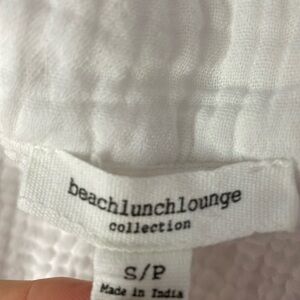 beachlunchlounge
collection
S/P
Made in India